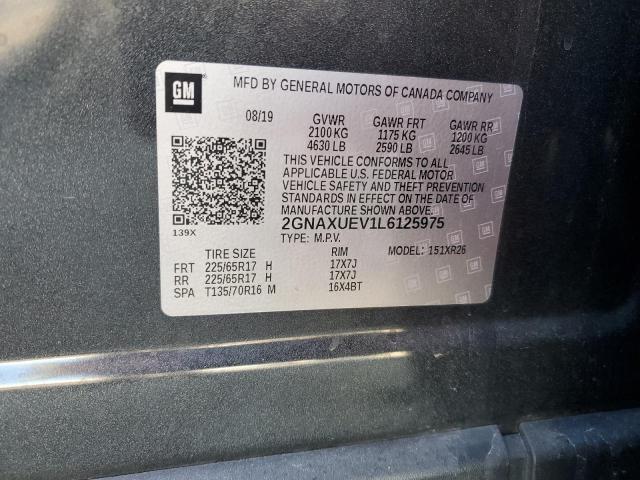 GM
MFD BY GENERAL MOTORS OF CANADA COMPANY
08/19 GVWR GAWR FRT GAWR RR
2100 KG 1175 KG 1200 KG
4630 LB 2590 LB 2645 LB
THIS VEHICLE CONFORMS TO ALL
APPLICABLE U.S. FEDERAL MOTOR
VEHICLE SAFETY AND THEFT PREVENTION
STANDARDS IN EFFECT ON THE DATE OF
MANUFACTURE SHOWN ABOVE.
139X 2GNAXUEV1L6125975
TYPE: M.P.V. MODEL: 151XR26
TIRE SIZE RIM
FRT 225/65R17 H 17X7J
RR 225/65R17 H 17X7J
SPA T135/70R16 M 16X4BT